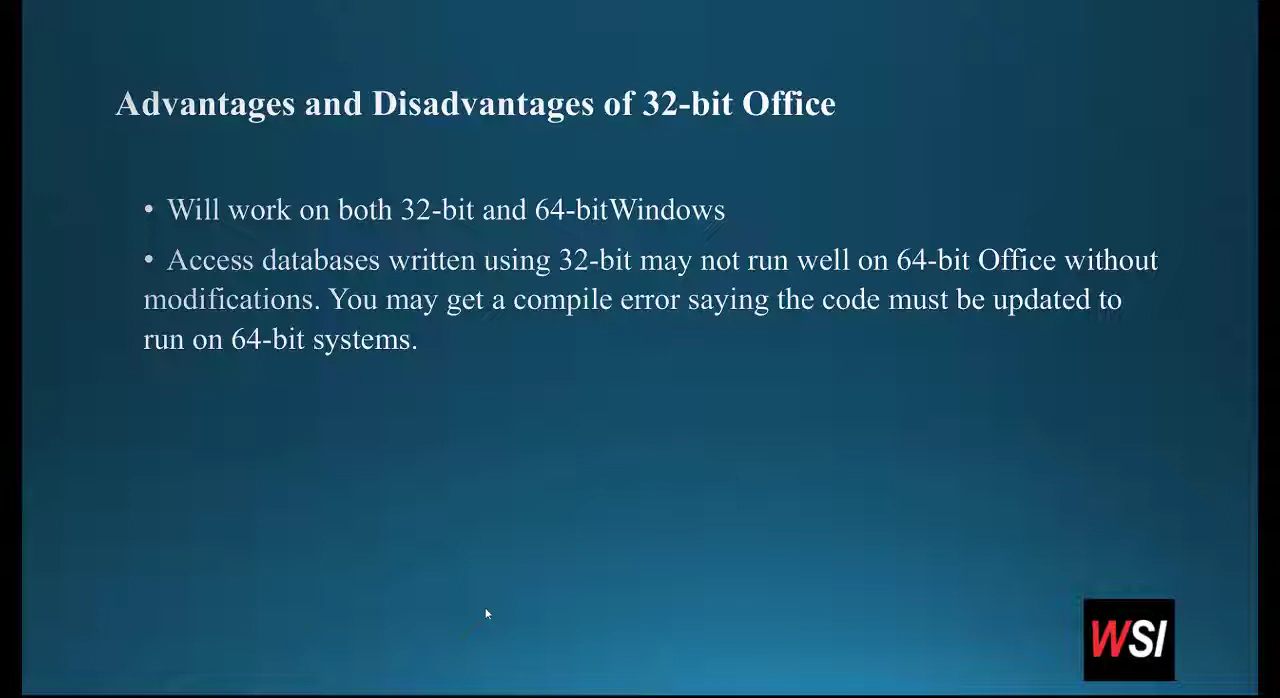 Advantages and Disadvantages of 32-bit Office
• Will work on both 32-bit and 64-bitWindows
• Access databases written using 32-bit may not run well on 64-bit Office without
modifications. You may get a compile error saying the code must be updated to
run on 64-bit systems.
WSI